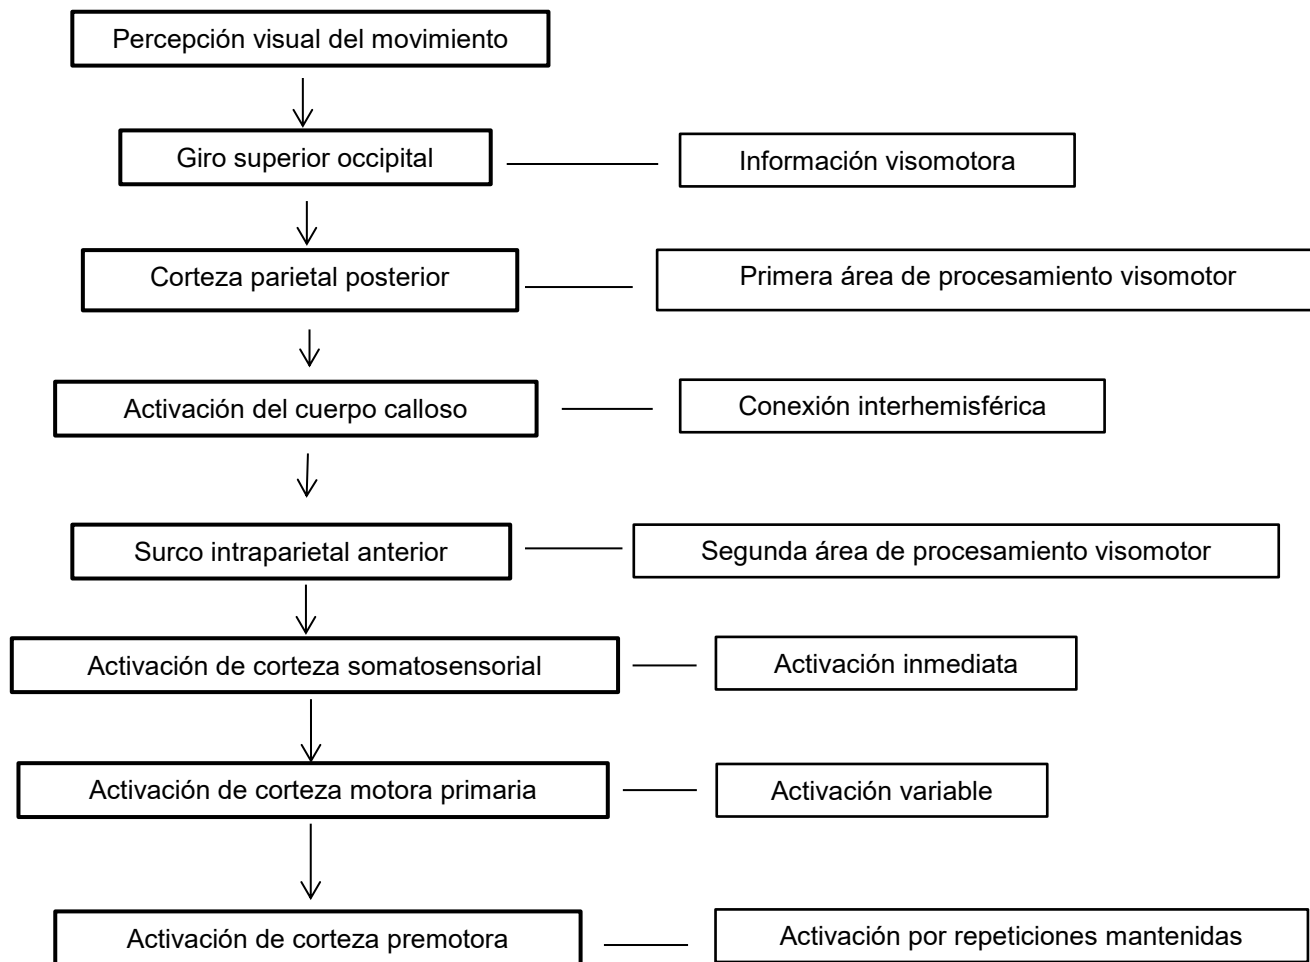 Percepción visual del movimiento
Giro superior occipital
Información visomotora
Corteza parietal posterior
Primera área de procesamiento visomotor
Activación del cuerpo calloso
Conexión interhemisférica
Surco intraparietal anterior
Segunda área de procesamiento visomotor
Activación de corteza somatosensorial
Activación inmediata
Activación de corteza motora primaria
Activación variable
Activación de corteza premotora
Activación por repeticiones mantenidas